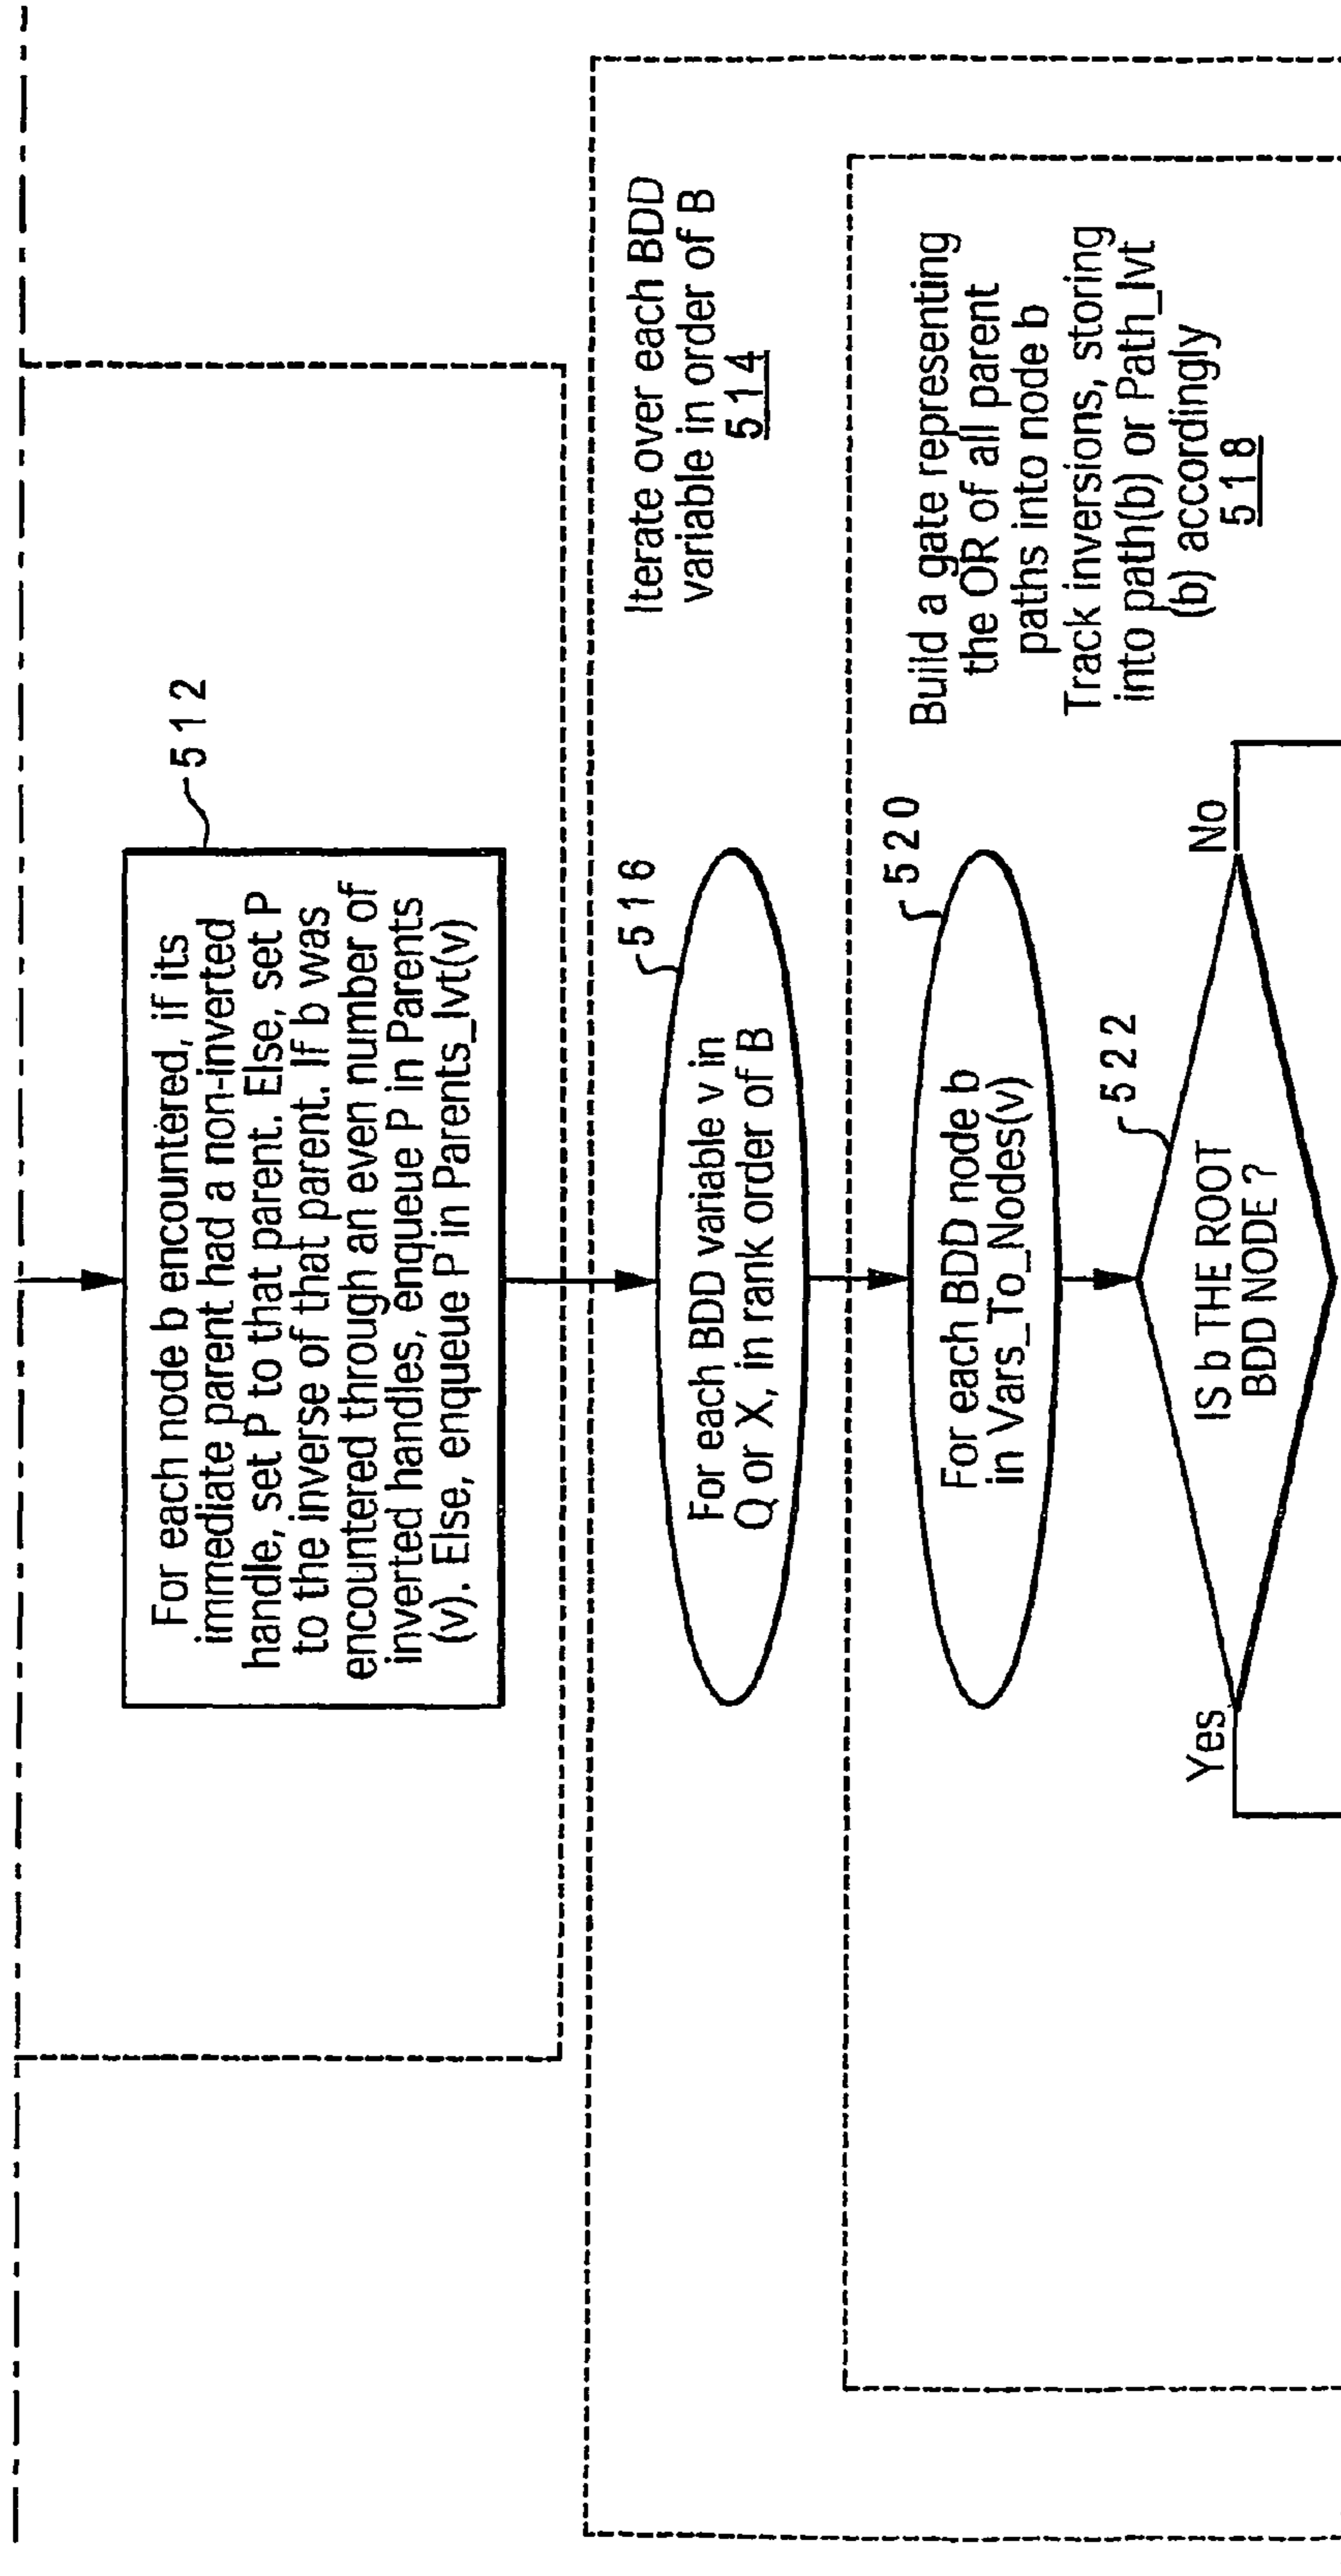 For each node b encountered, if its
immediate parent had a non-inverted
handle, set P to that parent. Else, set P
to the inverse of that parent. If b was
encountered through an even number of
inverted handles, enqueue P in Parents
(v). Else, enqueue P in Parents_Ivt(v)
512
Iterate over each BDD
variable in order of B
514
516
For each BDD variable v in
Q or X, in rank order of B
Build a gate representing
the OR of all parent
paths into node b
Track inversions, storing
into path(b) or Path_Ivt
(b) accordingly
518
520
For each BDD node b
in Vars_To_Nodes(v)
522
IS b THE ROOT
BDD NODE ?
Yes
No